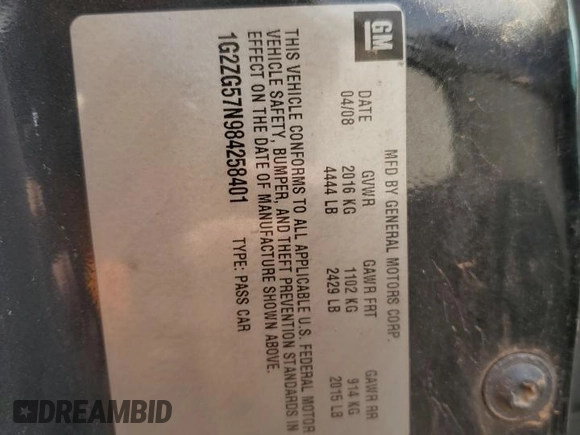 GM
MFD BY GENERAL MOTORS CORP.
DATE GVWR GAWR FRT GAWR RR
04/08 2016 KG 1102 KG 914 KG
4444 LB 2429 LB 2015 LB
THIS VEHICLE CONFORMS TO ALL APPLICABLE U.S. FEDERAL MOTOR
VEHICLE SAFETY, BUMPER, AND THEFT PREVENTION STANDARDS IN
EFFECT ON THE DATE OF MANUFACTURE SHOWN ABOVE.
1G2ZG57N984258401 TYPE: PASS CAR
DREAMBID